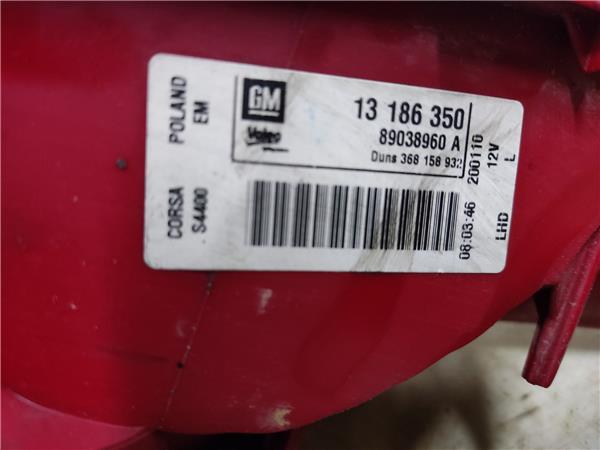 GM
13 186 350
89038960 A
Duns 368 158 932
POLAND
EM
CORSA
S4400
200110
12V
L
08:03:46
LHD